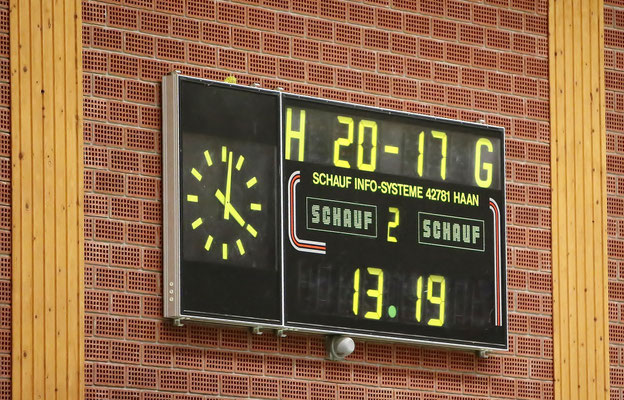 H 20-17 G
SCHAUF INFO-SYSTEME 42781 HAAN
SCHAUF 2 SCHAUF
13.19